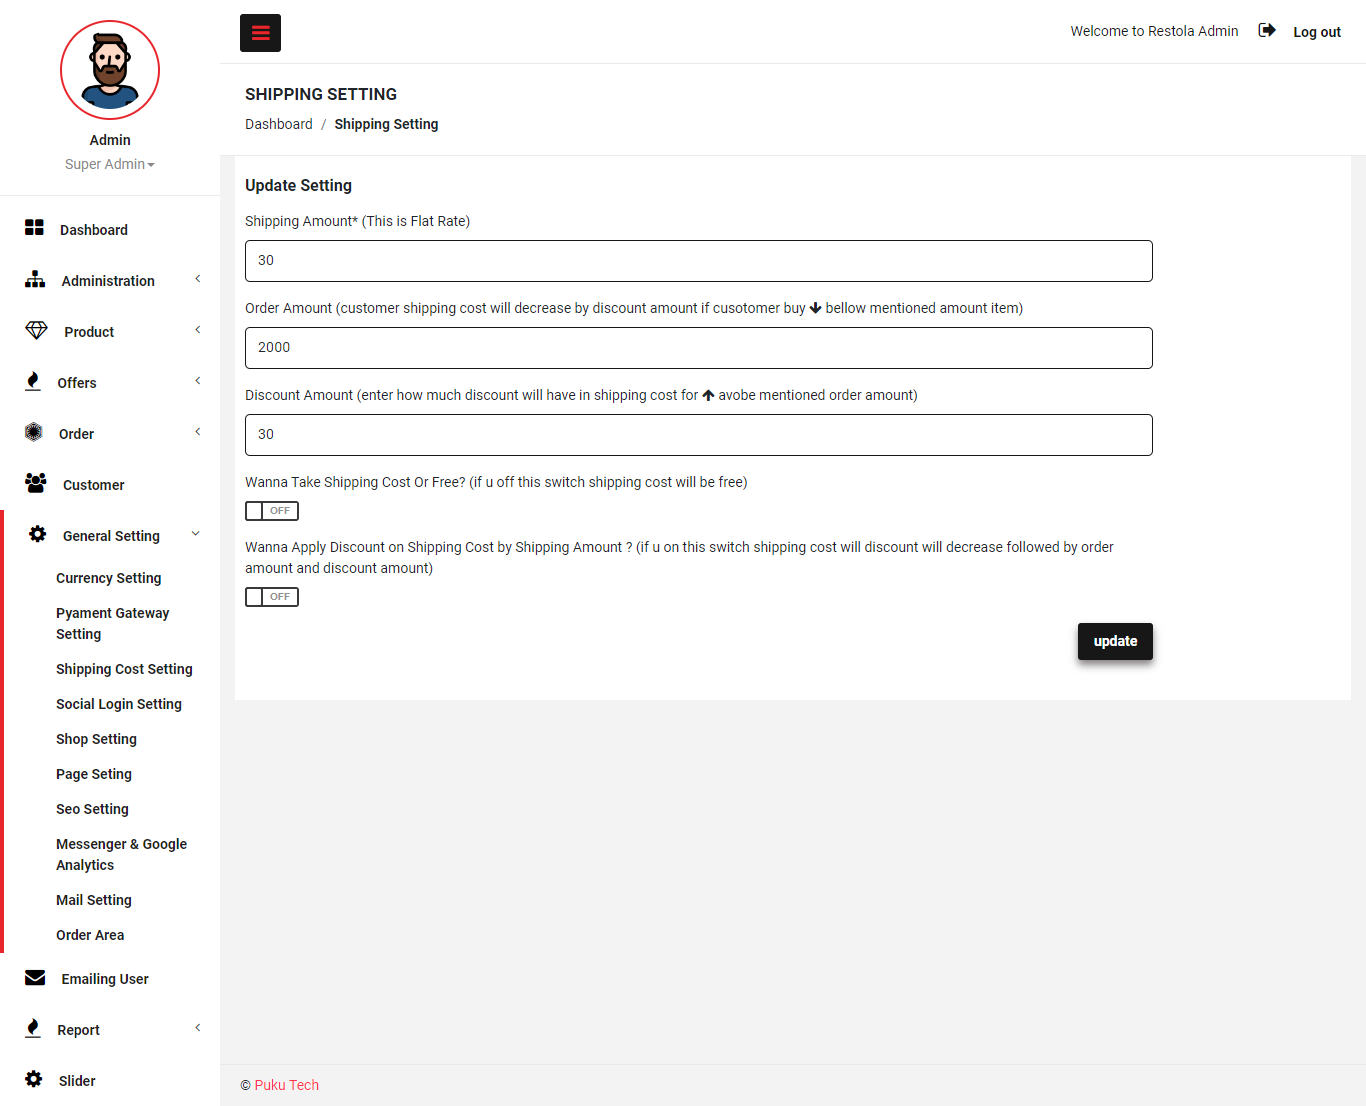 Admin
Super Admin
Dashboard
Administration
Product
Offers
Order
Customer
General Setting
Currency Setting
Pyament Gateway
Setting
Shipping Cost Setting
Social Login Setting
Shop Setting
Page Seting
Seo Setting
Messenger & Google
Analytics
Mail Setting
Order Area
Emailing User
Report
Slider
Welcome to Restola Admin
Log out
SHIPPING SETTING
Dashboard / Shipping Setting
Update Setting
Shipping Amount* (This is Flat Rate)
30
Order Amount (customer shipping cost will decrease by discount amount if cusotomer buy 🡇 bellow mentioned amount item)
2000
Discount Amount (enter how much discount will have in shipping cost for 🡅 avobe mentioned order amount)
30
Wanna Take Shipping Cost Or Free? (if u off this switch shipping cost will be free)
OFF
Wanna Apply Discount on Shipping Cost by Shipping Amount ? (if u on this switch shipping cost will discount will decrease followed by order
amount and discount amount)
OFF
update
© Puku Tech